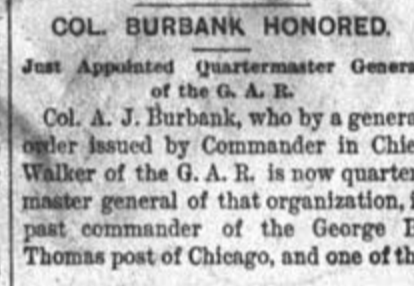 COL. BURBANK HONORED.
Just Appointed Quartermaster Genera
of the G. A. R.
Col. A. J. Burbank, who by a genera
order issued by Commander in Chie
Walker of the G. A. R. is now quarter
master general of that organization, i
past commander of the George H
Thomas post of Chicago, and one of th